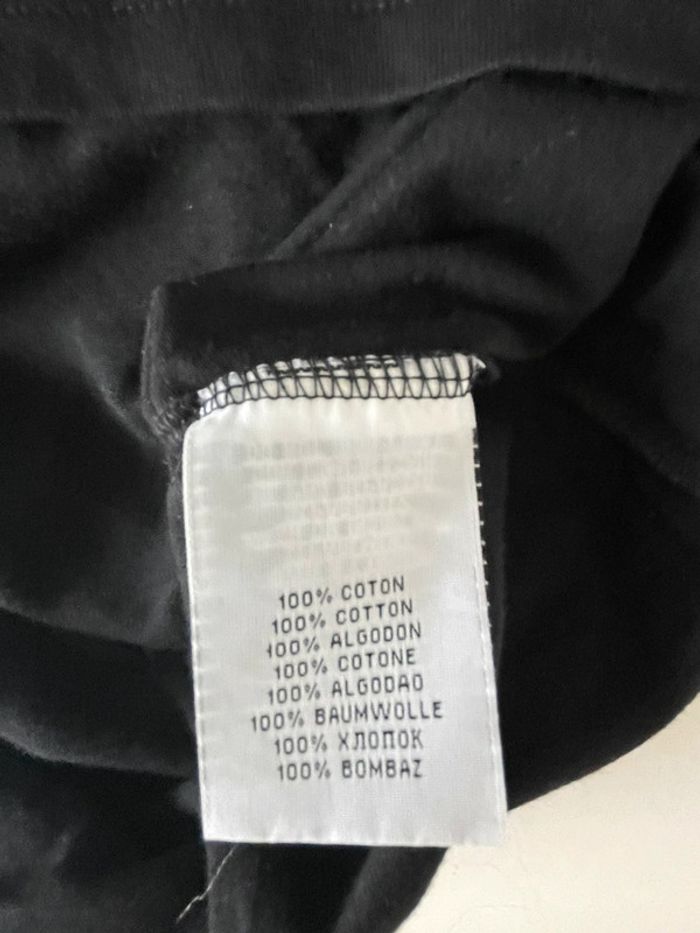 100% COTON
100% COTTON
100% ALGODON
100% COTONE
100% ALGODAO
100% BAUMWOLLE
100% ХЛОПОК
100% BOMBAZ